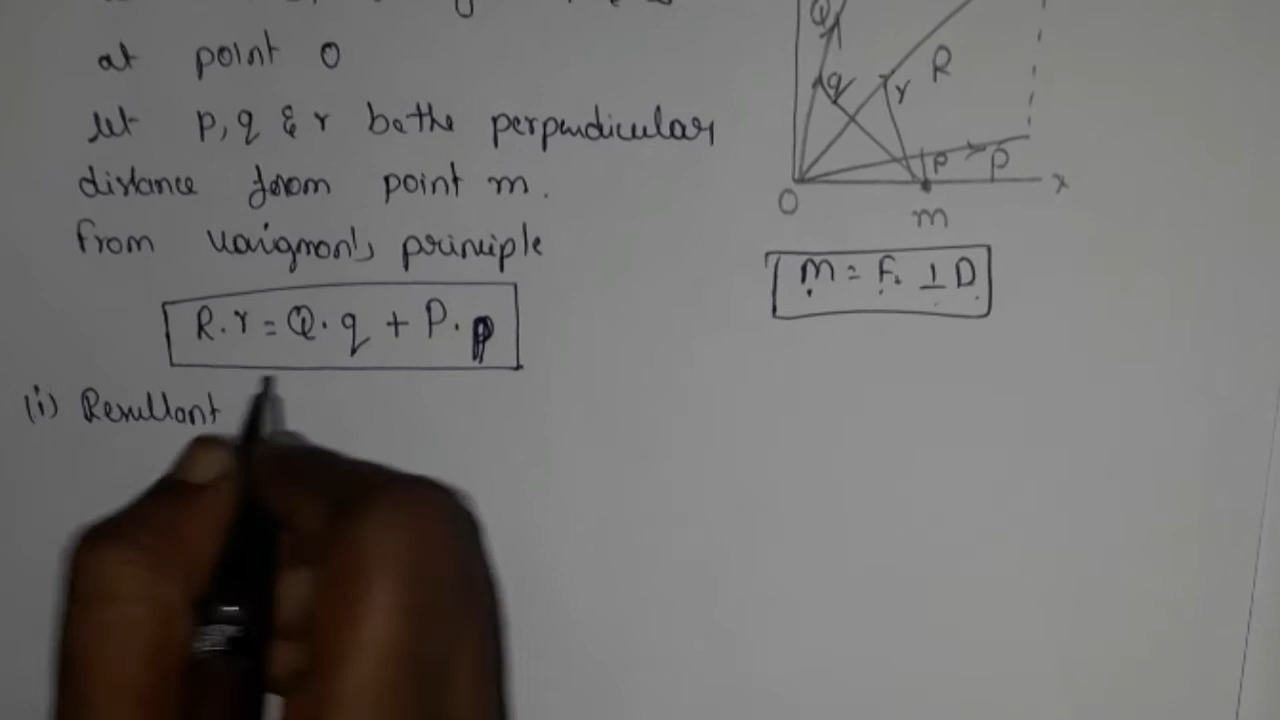 at point O
let p, q & r be the perpendicular
distance from point m.
from Varignon's principle
R.r = Q.q + P.p
(i) Resultant
Q
q
R
r
p
P
O
m
x
m = F. ⊥ D